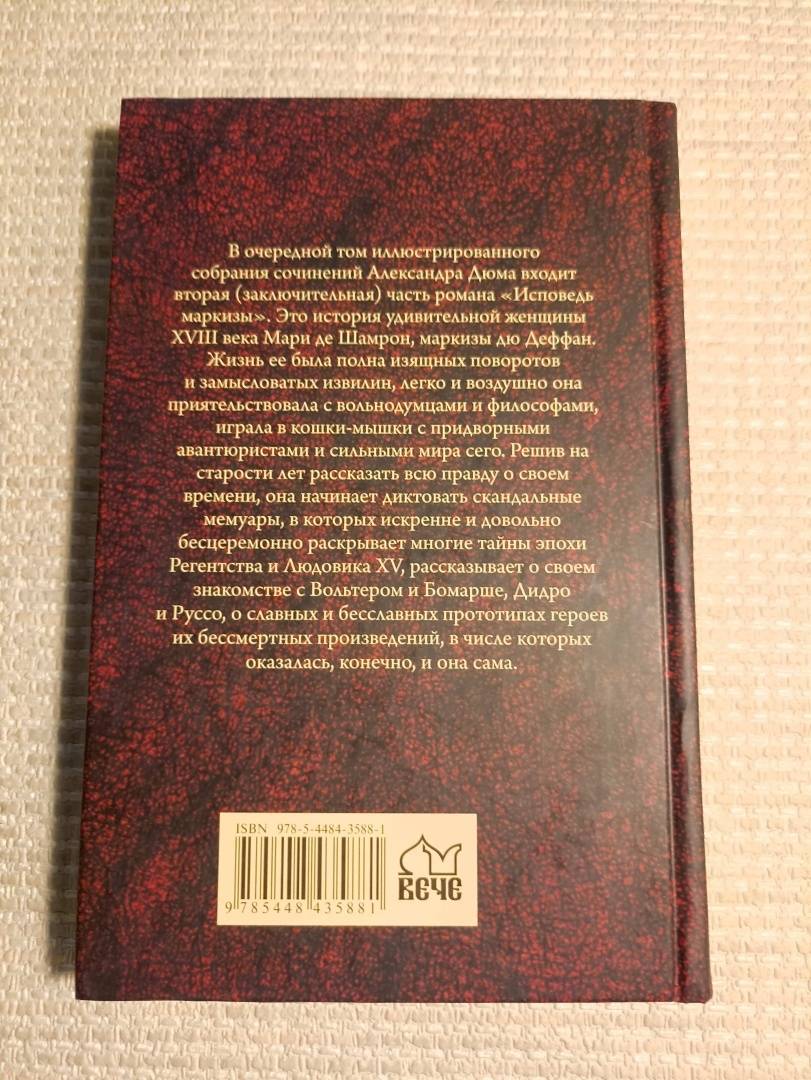 В очередной том иллюстрированного
собрания сочинений Александра Дюма входит
вторая (заключительная) часть романа «Исповедь
маркизы». Это история удивительной женщины
XVIII века Мари де Шамрон, маркизы дю Деффан.
Жизнь ее была полна изящных поворотов
и замысловатых извилин, легко и воздушно она
приятельствовала с вольнодумцами и философами,
играла в кошки-мышки с придворными
авантюристами и сильными мира сего. Решив на
старости лет рассказать всю правду о своем
времени, она начинает диктовать скандальные
мемуары, в которых искренне и довольно
бесцеремонно раскрывает многие тайны эпохи
Регентства и Людовика XV, рассказывает о своем
знакомстве с Вольтером и Бомарше, Дидро
и Руссо, о славных и бесславных прототипах героев
их бессмертных произведений, в числе которых
оказалась, конечно, и она сама.
ISBN 978-5-4484-3588-1
9 785448 435881
ВЕЧЕ